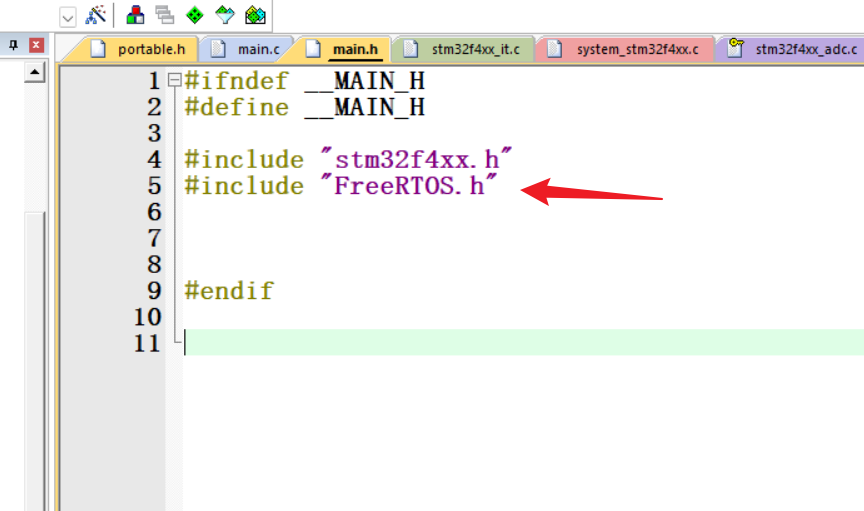 portable.h main.c main.h stm32f4xx_it.c system_stm32f4xx.c stm32f4xx_adc.c
1 #ifndef __MAIN_H
2 #define __MAIN_H
3
4 #include "stm32f4xx.h"
5 #include "FreeRTOS.h"
6
7
8
9 #endif
10
11